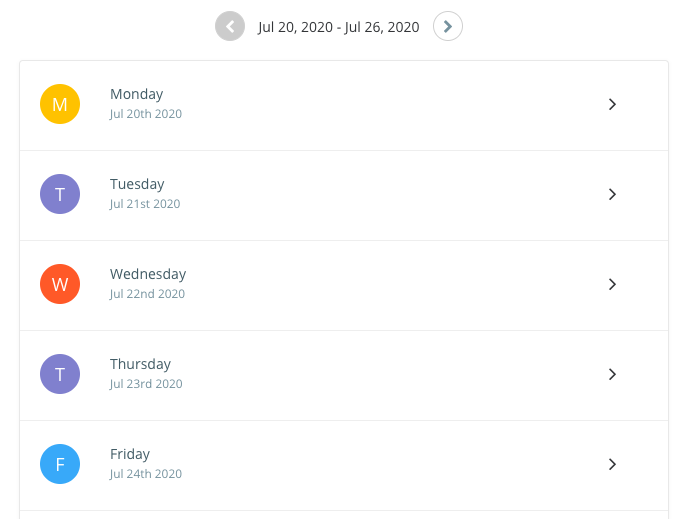 Jul 20, 2020 - Jul 26, 2020
M
Monday
Jul 20th 2020
T
Tuesday
Jul 21st 2020
W
Wednesday
Jul 22nd 2020
T
Thursday
Jul 23rd 2020
F
Friday
Jul 24th 2020